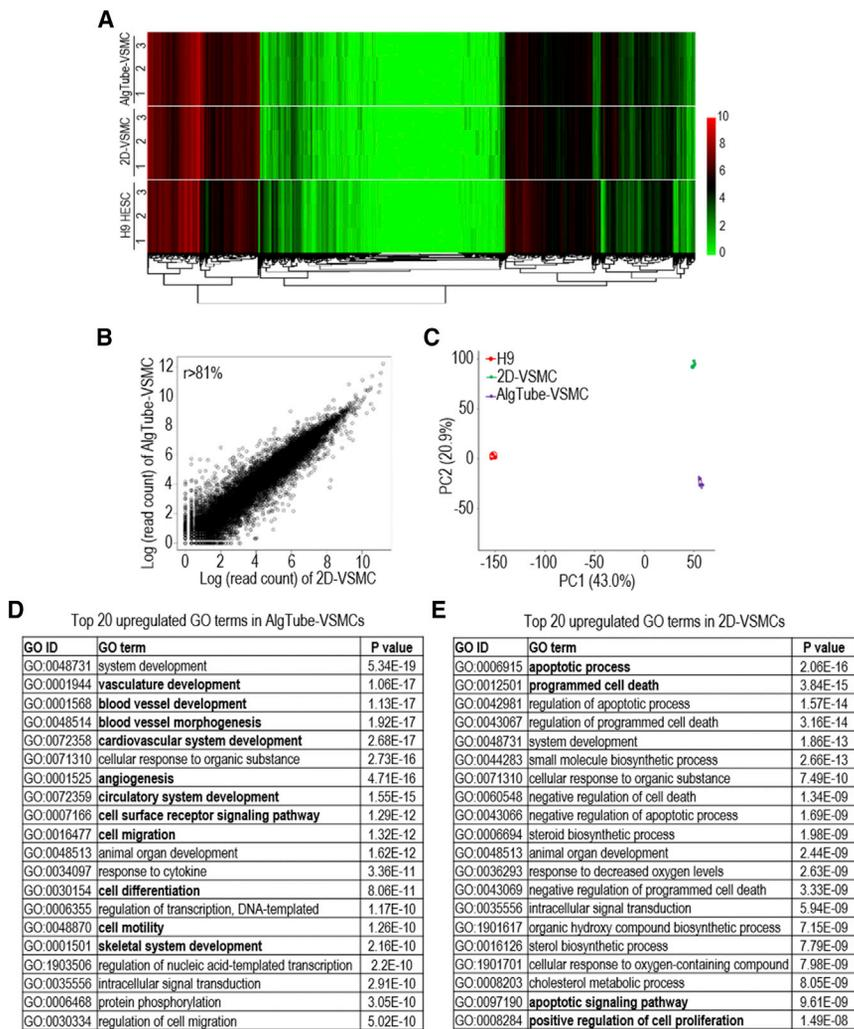 A
AlgTube-VSMC
3
2
1
2D-VSMC
3
2
1
H9 HESC
3
2
1
10
8
6
4
2
0
B
r>81%
Log (read count) of AlgTube-VSMC
12
10
8
6
4
2
0
0 2 4 6 8 10
Log (read count) of 2D-VSMC
C
H9
2D-VSMC
AlgTube-VSMC
PC2 (20.9%)
100
50
0
-50
-150 -100 -50 0 50
PC1 (43.0%)
D
Top 20 upregulated GO terms in AlgTube-VSMCs
GO ID GO term P value
GO:0048731 system development 5.34E-19
GO:0001944 vasculature development 1.06E-17
GO:0001568 blood vessel development 1.13E-17
GO:0048514 blood vessel morphogenesis 1.92E-17
GO:0072358 cardiovascular system development 2.68E-17
GO:0071310 cellular response to organic substance 2.73E-16
GO:0001525 angiogenesis 4.71E-16
GO:0072359 circulatory system development 1.55E-15
GO:0007166 cell surface receptor signaling pathway 1.29E-12
GO:0016477 cell migration 1.32E-12
GO:0048513 animal organ development 1.62E-12
GO:0034097 response to cytokine 3.36E-11
GO:0030154 cell differentiation 8.06E-11
GO:0006355 regulation of transcription, DNA-templated 1.17E-10
GO:0048870 cell motility 1.26E-10
GO:0001501 skeletal system development 2.16E-10
GO:1903506 regulation of nucleic acid-templated transcription 2.2E-10
GO:0035556 intracellular signal transduction 2.91E-10
GO:0006468 protein phosphorylation 3.05E-10
GO:0030334 regulation of cell migration 5.02E-10
E
Top 20 upregulated GO terms in 2D-VSMCs
GO ID GO term P value
GO:0006915 apoptotic process 2.06E-16
GO:0012501 programmed cell death 3.84E-15
GO:0042981 regulation of apoptotic process 1.57E-14
GO:0043067 regulation of programmed cell death 3.16E-14
GO:0048731 system development 1.86E-13
GO:0044283 small molecule biosynthetic process 2.66E-13
GO:0071310 cellular response to organic substance 7.49E-10
GO:0060548 negative regulation of cell death 1.34E-09
GO:0043066 negative regulation of apoptotic process 1.69E-09
GO:0006694 steroid biosynthetic process 1.98E-09
GO:0048513 animal organ development 2.44E-09
GO:0036293 response to decreased oxygen levels 2.63E-09
GO:0043069 negative regulation of programmed cell death 3.33E-09
GO:0035556 intracellular signal transduction 5.94E-09
GO:1901617 organic hydroxy compound biosynthetic process 7.15E-09
GO:0016126 sterol biosynthetic process 7.79E-09
GO:1901701 cellular response to oxygen-containing compound 7.98E-09
GO:0008203 cholesterol metabolic process 8.05E-09
GO:0097190 apoptotic signaling pathway 9.61E-09
GO:0008284 positive regulation of cell proliferation 1.49E-08